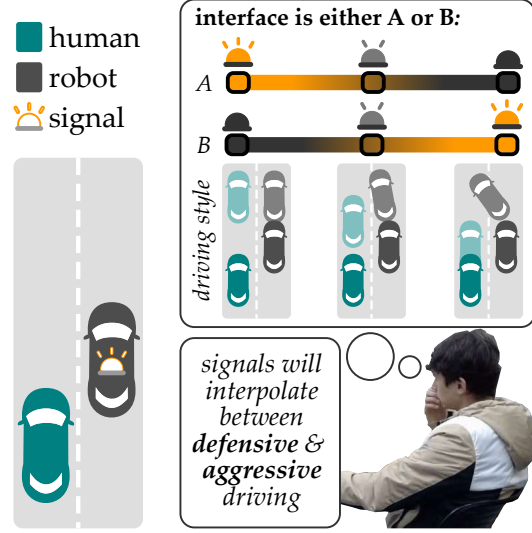 human
robot
signal
interface is either A or B:
A
B
driving style
signals will
interpolate
between
defensive &
aggressive
driving